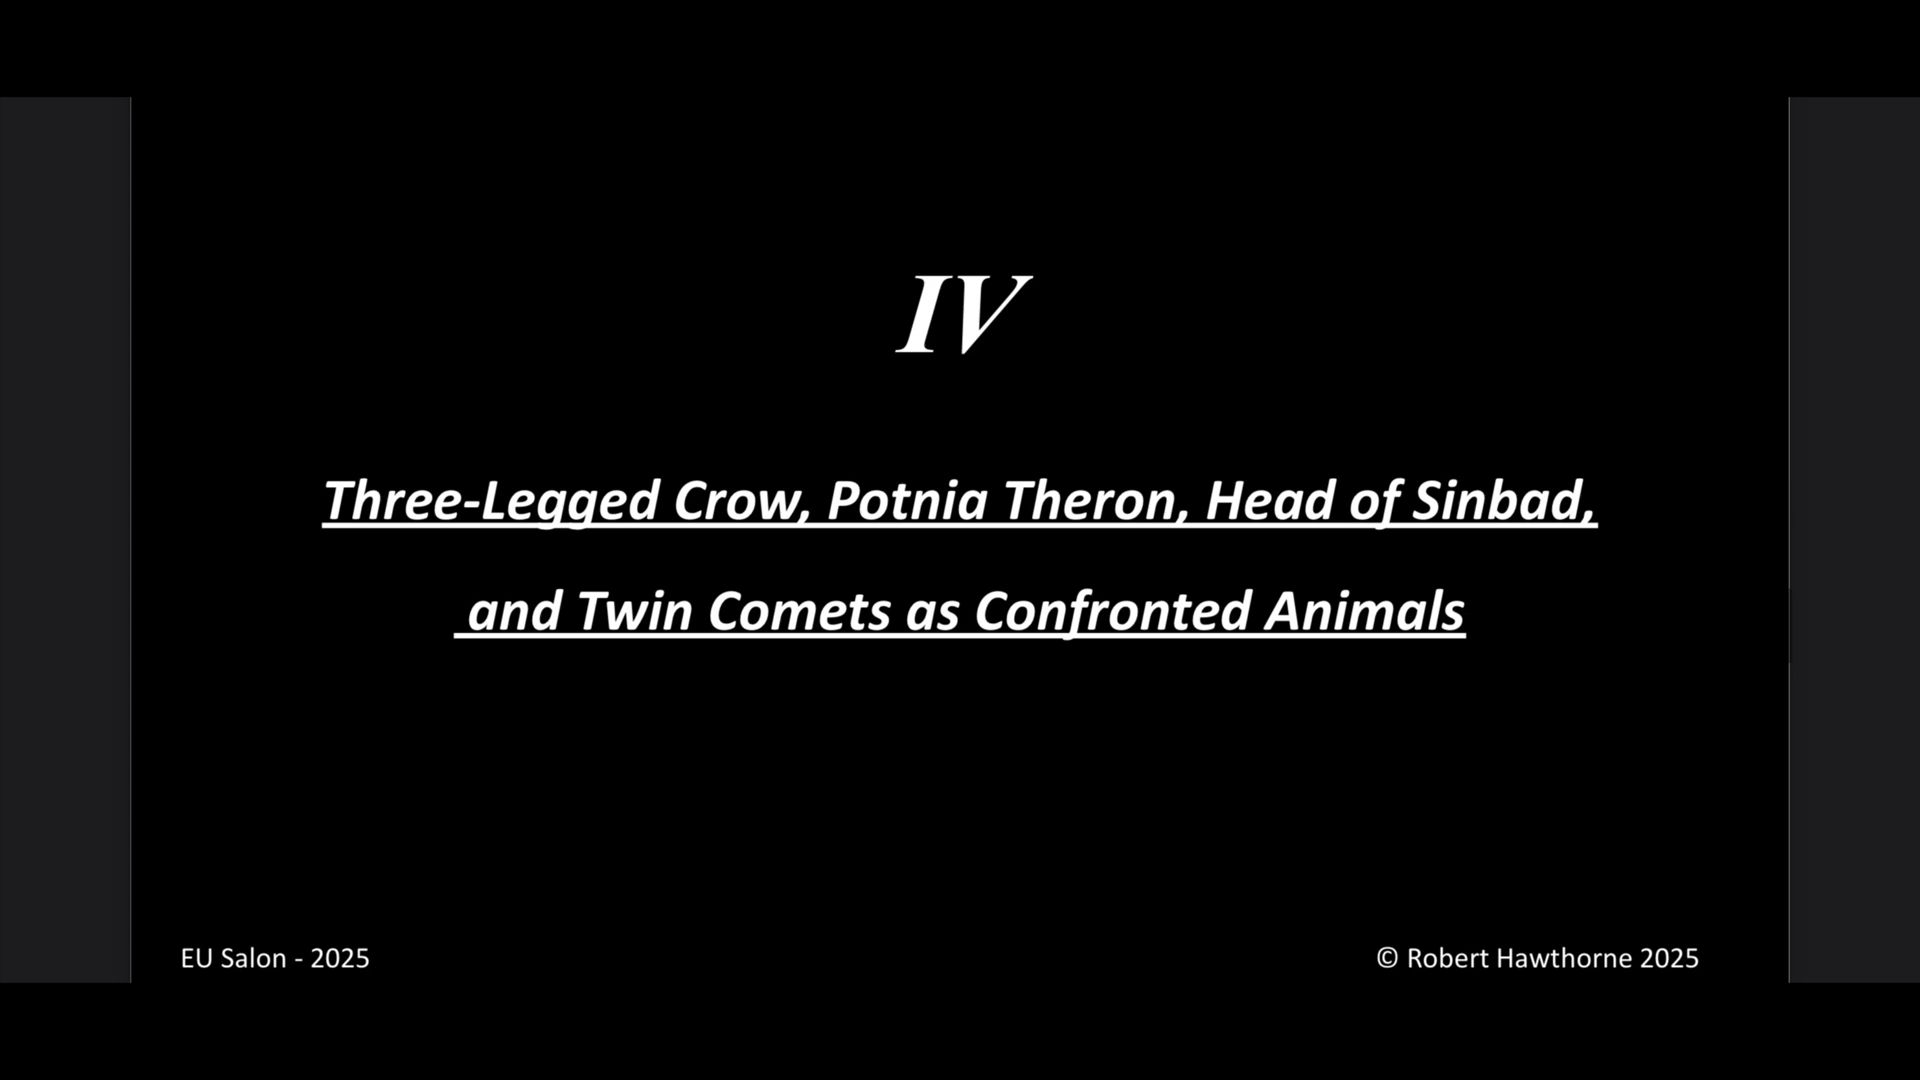 IV
Three-Legged Crow, Potnia Theron, Head of Sinbad,
and Twin Comets as Confronted Animals
EU Salon - 2025
© Robert Hawthorne 2025